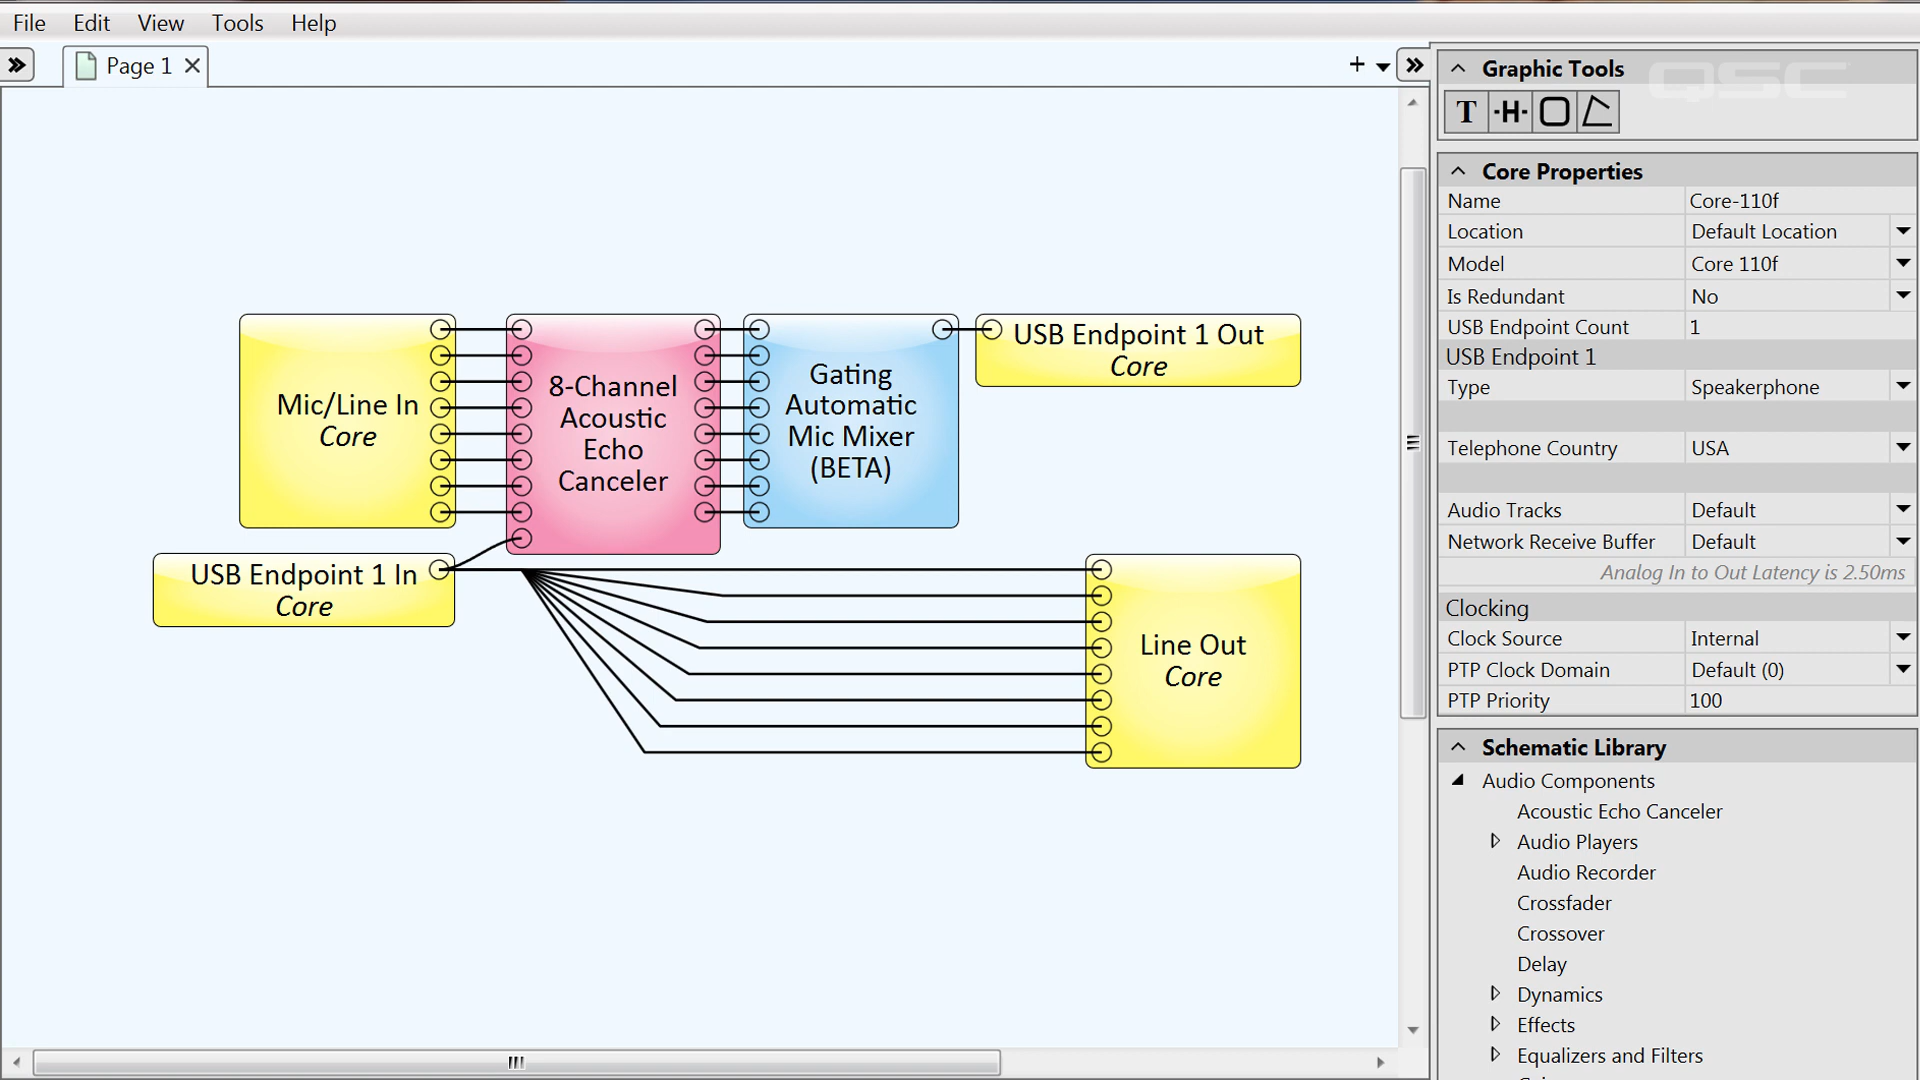 File Edit View Tools Help
Page 1
Graphic Tools
QSC
T H
Core Properties
Name Core-110f
Location Default Location
Model Core 110f
Is Redundant No
USB Endpoint Count 1
USB Endpoint 1
Type Speakerphone
Telephone Country USA
Audio Tracks Default
Network Receive Buffer Default
Analog In to Out Latency is 2.50ms
Clocking
Clock Source Internal
PTP Clock Domain Default (0)
PTP Priority 100
Schematic Library
Audio Components
Acoustic Echo Canceler
Audio Players
Audio Recorder
Crossfader
Crossover
Delay
Dynamics
Effects
Equalizers and Filters
Mic/Line In
Core
8-Channel
Acoustic
Echo
Canceler
Gating
Automatic
Mic Mixer
(BETA)
USB Endpoint 1 Out
Core
USB Endpoint 1 In
Core
Line Out
Core